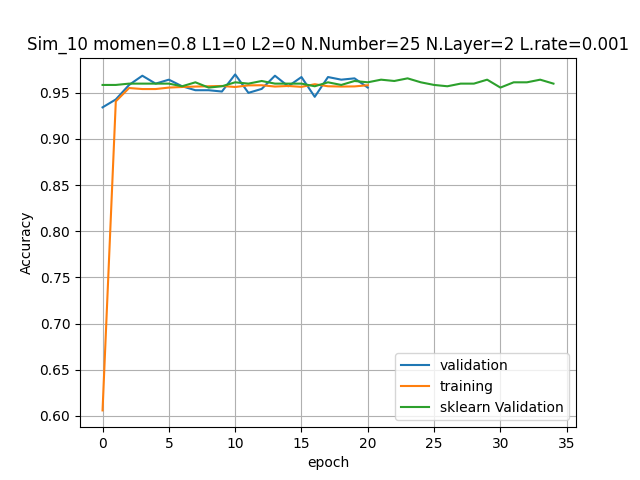 Sim_10 momen=0.8 L1=0 L2=0 N.Number=25 N.Layer=2 L.rate=0.001
Accuracy
0.95
0.90
0.85
0.80
0.75
0.70
0.65
0.60
validation
training
sklearn Validation
0 5 10 15 20 25 30 35
epoch